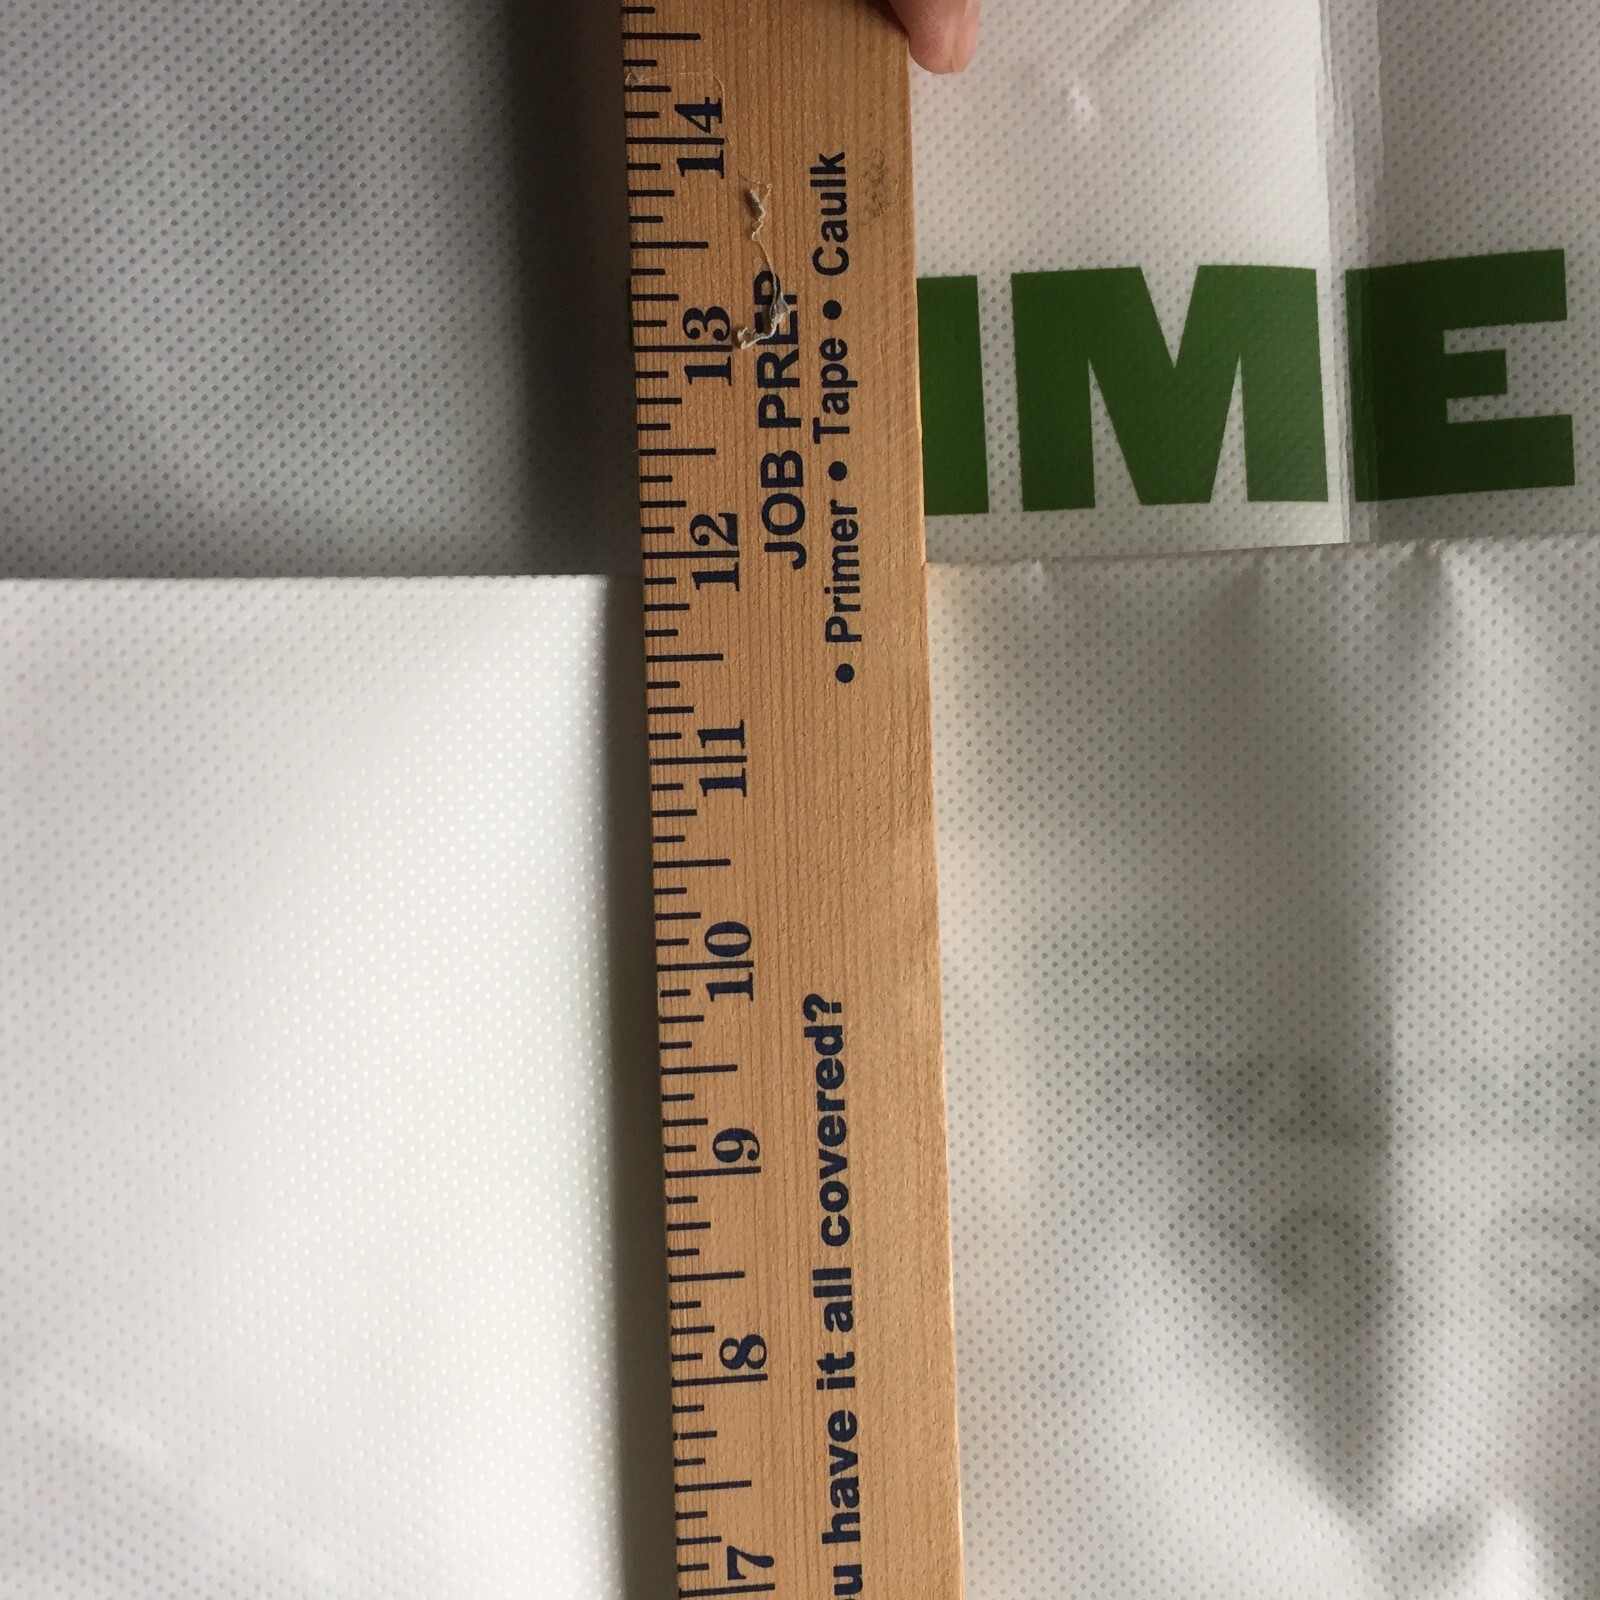 14
13
12
11
10
9
8
7
JOB PREP
• Primer • Tape • Caulk
have it all covered?
IME